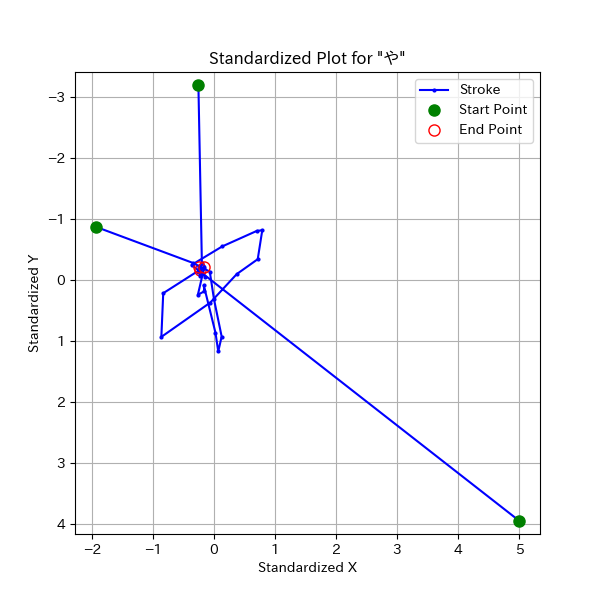 Standardized Plot for "や"
Stroke
Start Point
End Point
Standardized Y
−3
−2
−1
0
1
2
3
4
−2 −1 0 1 2 3 4 5
Standardized X